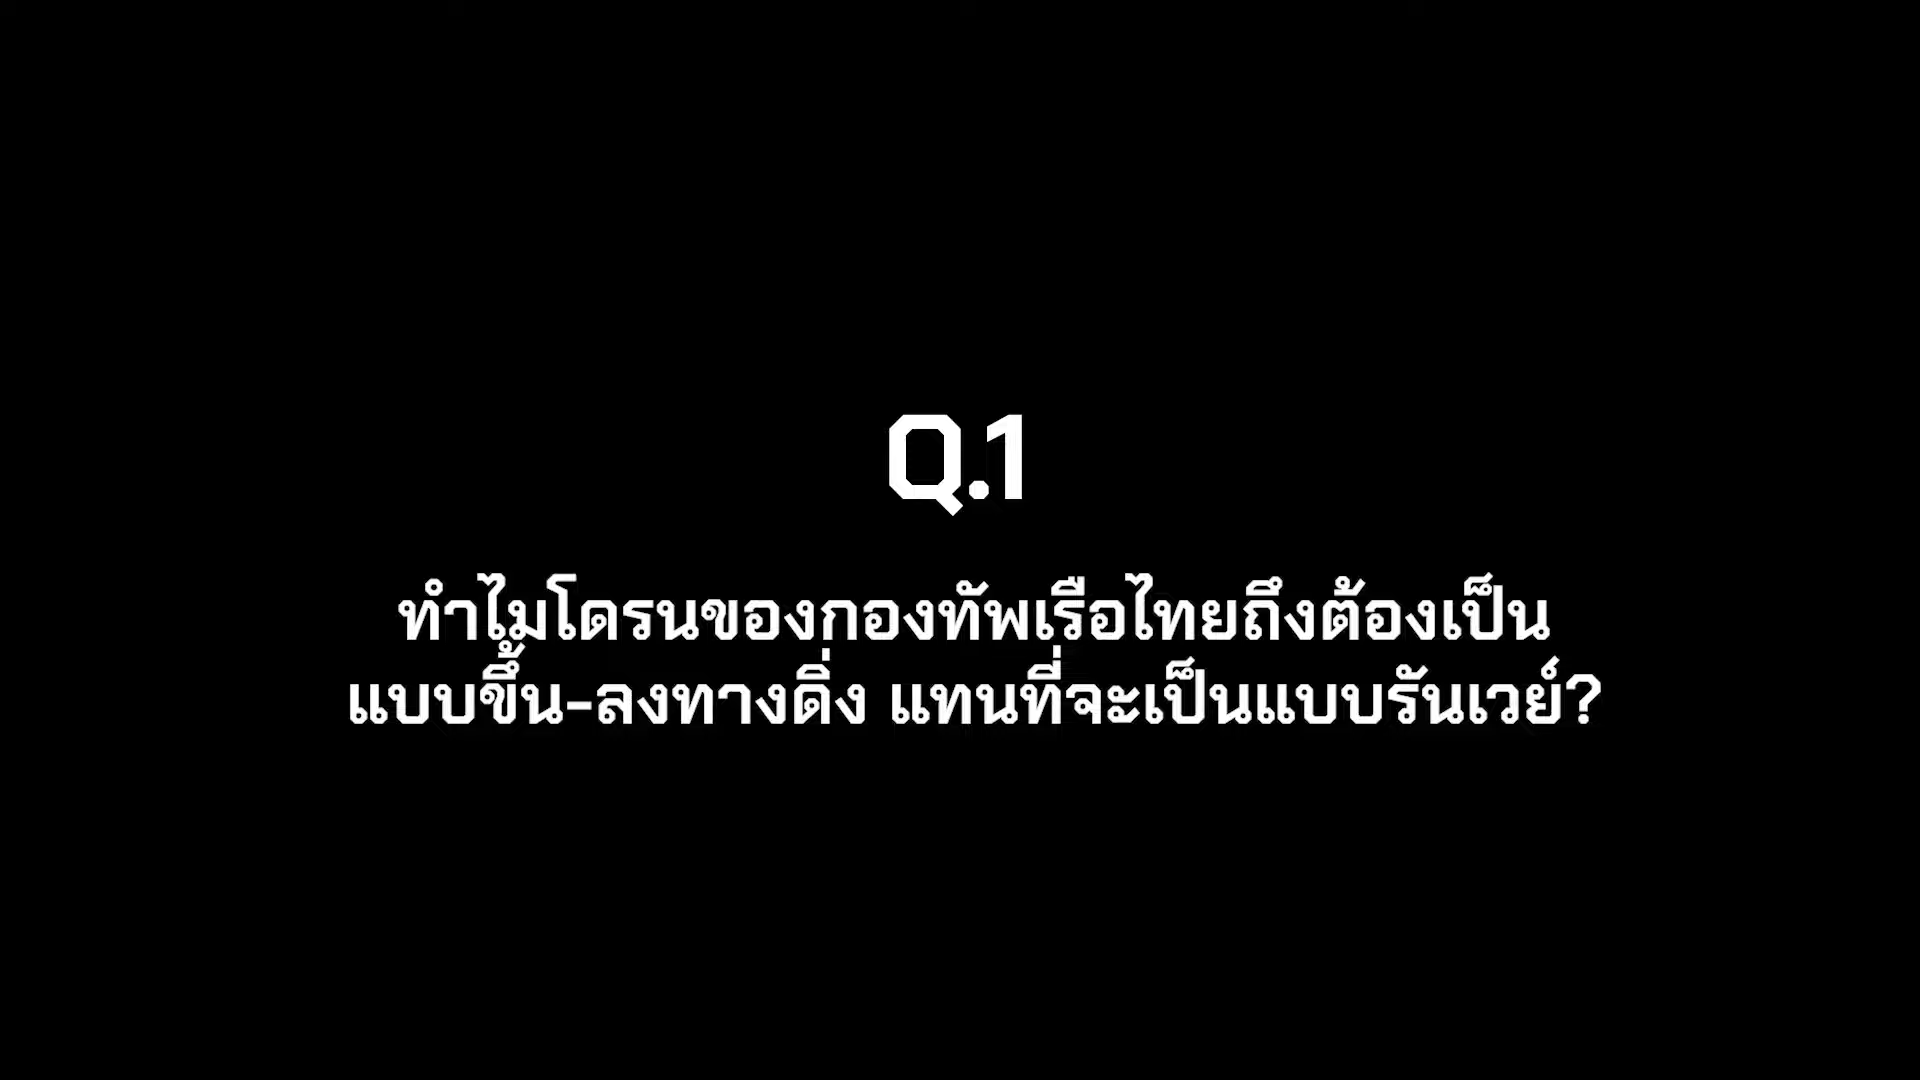 Q.1
ทำไมโดรนของกองทัพเรือไทยถึงต้องเป็น
แบบขึ้น-ลงทางดิ่ง แทนที่จะเป็นแบบรันเวย์?